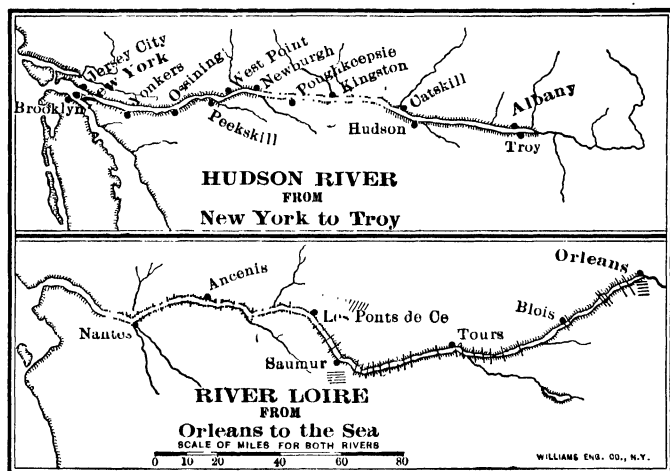 Jersey City
New York
Brooklyn
Yonkers
Ossining
Peekskill
West Point
Newburgh
Poughkeepsie
Kingston
Catskill
Hudson
Albany
Troy
HUDSON RIVER
FROM
New York to Troy
Orleans
Ancenis
Blois
Les Ponts de Ce
Tours
Nantes
Saumur
RIVER LOIRE
FROM
Orleans to the Sea
SCALE OF MILES FOR BOTH RIVERS
0 20 40 60 80
WILLIAMS ENG. CO., N.Y.